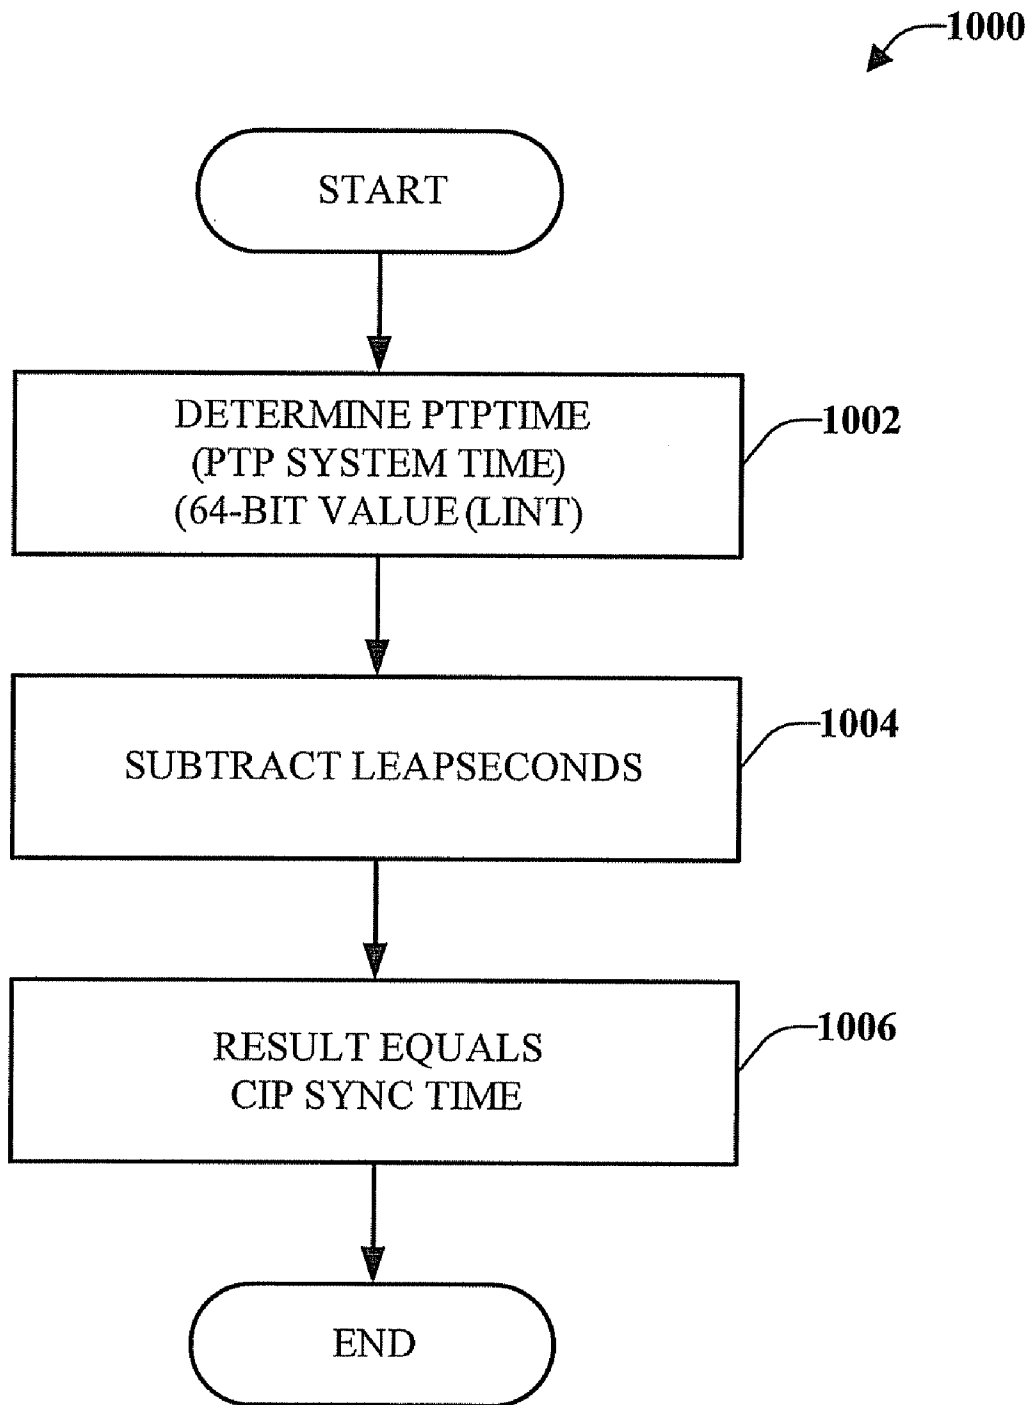 1000
START
DETERMINE PTPTIME
(PTP SYSTEM TIME)
(64-BIT VALUE (LINT)
1002
SUBTRACT LEAPSECONDS
1004
RESULT EQUALS
CIP SYNC TIME
1006
END